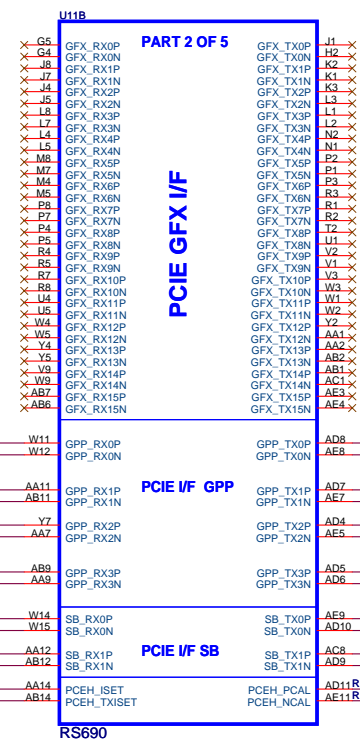 U11B
PART 2 OF 5
G5 GFX_RX0P GFX_TX0P J1
G4 GFX_RX0N GFX_TX0N H2
J8 GFX_RX1P GFX_TX1P K2
J7 GFX_RX1N GFX_TX1N K1
J4 GFX_RX2P GFX_TX2P K3
J5 GFX_RX2N GFX_TX2N L3
L8 GFX_RX3P GFX_TX3P L1
L7 GFX_RX3N GFX_TX3N L2
L4 GFX_RX4P GFX_TX4P N2
L5 GFX_RX4N GFX_TX4N N1
M8 GFX_RX5P GFX_TX5P P2
M7 GFX_RX5N GFX_TX5N P1
M4 GFX_RX6P GFX_TX6P P3
M5 GFX_RX6N GFX_TX6N R3
P8 GFX_RX7P GFX_TX7P R1
P7 GFX_RX7N GFX_TX7N R2
P4 GFX_RX8P GFX_TX8P T2
P5 GFX_RX8N GFX_TX8N U1
R4 GFX_RX9P GFX_TX9P V2
R5 GFX_RX9N GFX_TX9N V1
R7 GFX_RX10P GFX_TX10P V3
R8 GFX_RX10N GFX_TX10N W3
U4 GFX_RX11P GFX_TX11P W1
U5 GFX_RX11N GFX_TX11N W2
W4 GFX_RX12P GFX_TX12P Y2
W5 GFX_RX12N GFX_TX12N AA1
Y4 GFX_RX13P GFX_TX13P AA2
Y5 GFX_RX13N GFX_TX13N AB2
V9 GFX_RX14P GFX_TX14P AB1
W9 GFX_RX14N GFX_TX14N AC1
AB7 GFX_RX15P GFX_TX15P AE3
AB6 GFX_RX15N GFX_TX15N AE4
PCIE GFX I/F
W11 GPP_RX0P GPP_TX0P AD8
W12 GPP_RX0N GPP_TX0N AE8
PCIE I/F GPP
AA11 GPP_RX1P GPP_TX1P AD7
AB11 GPP_RX1N GPP_TX1N AE7
Y7 GPP_RX2P GPP_TX2P AD4
AA7 GPP_RX2N GPP_TX2N AE5
AB9 GPP_RX3P GPP_TX3P AD5
AA9 GPP_RX3N GPP_TX3N AD6
W14 SB_RX0P SB_TX0P AE9
W15 SB_RX0N SB_TX0N AD10
PCIE I/F SB
AA12 SB_RX1P SB_TX1P AC8
AB12 SB_RX1N SB_TX1N AD9
AA14 PCEH_ISET PCEH_PCAL AD11 R
AB14 PCEH_TXISET PCEH_NCAL AE11 R
RS690